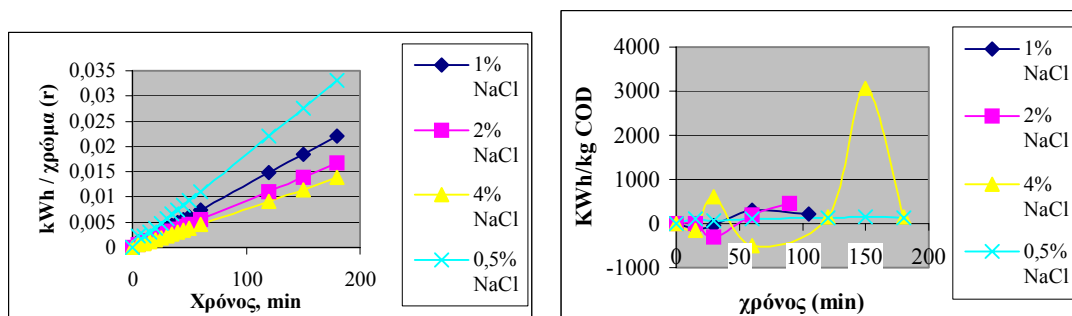 kWh / χρώμα (r)
0,035
0,03
0,025
0,02
0,015
0,01
0,005
0
0 200
Χρόνος, min
1% NaCl
2% NaCl
4% NaCl
0,5% NaCl
KWh/kg COD
4000
3000
2000
1000
0
-1000
0 50 100 150 200
χρόνος (min)
1% NaCl
2% NaCl
4% NaCl
0,5% NaCl